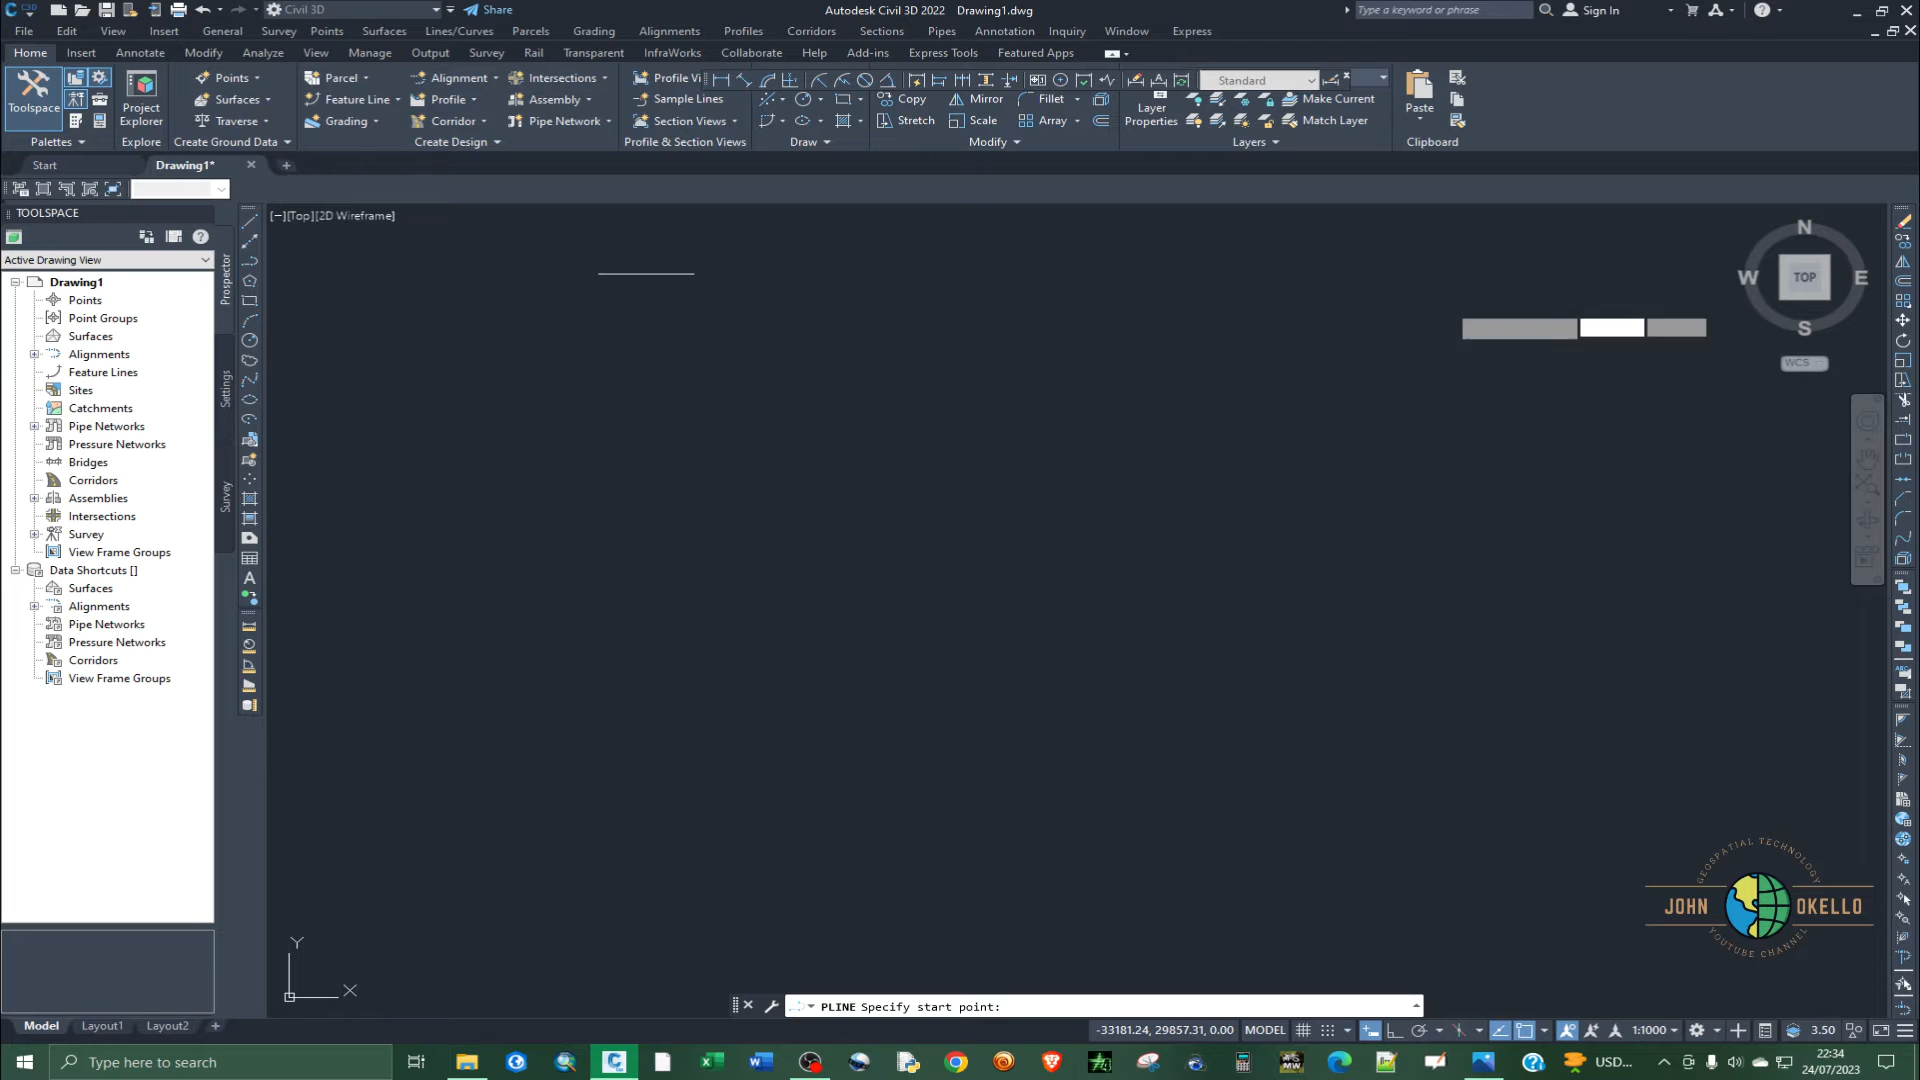 C3D Civil 3D Share Autodesk Civil 3D 2022 Drawing1.dwg Type a keyword or phrase Sign In
File Edit View Insert General Survey Points Surfaces Lines/Curves Parcels Grading Alignments Profiles Corridors Sections Pipes Annotation Inquiry Window Express
Home Insert Annotate Modify Analyze View Manage Output Survey Rail Transparent InfraWorks Collaborate Help Add-ins Express Tools Featured Apps
Points Parcel Alignment Intersections Profile Vi Standard
Toolspace Project Explorer Surfaces Feature Line Profile Assembly Sample Lines Copy Mirror Fillet Layer Properties Make Current Paste
Traverse Grading Corridor Pipe Network Section Views Stretch Scale Array Match Layer
Palettes Explore Create Ground Data Create Design Profile & Section Views Draw Modify Layers Clipboard
Start Drawing1*
TOOLSPACE
[−][Top][2D Wireframe]
Active Drawing View
Drawing1
Points
Point Groups
Surfaces
Alignments
Feature Lines
Sites
Catchments
Pipe Networks
Pressure Networks
Bridges
Corridors
Assemblies
Intersections
Survey
View Frame Groups
Data Shortcuts []
Surfaces
Alignments
Pipe Networks
Pressure Networks
Corridors
View Frame Groups
Prospector
Settings
Survey
N
W TOP E
S
WCS
GEOSPATIAL TECHNOLOGY
JOHN OKELLO
YOUTUBE CHANNEL
Y
X
PLINE Specify start point:
Model Layout1 Layout2
-33181.24, 29857.31, 0.00 MODEL 1:1000 3.50
Type here to search
USD...
22:34
24/07/2023